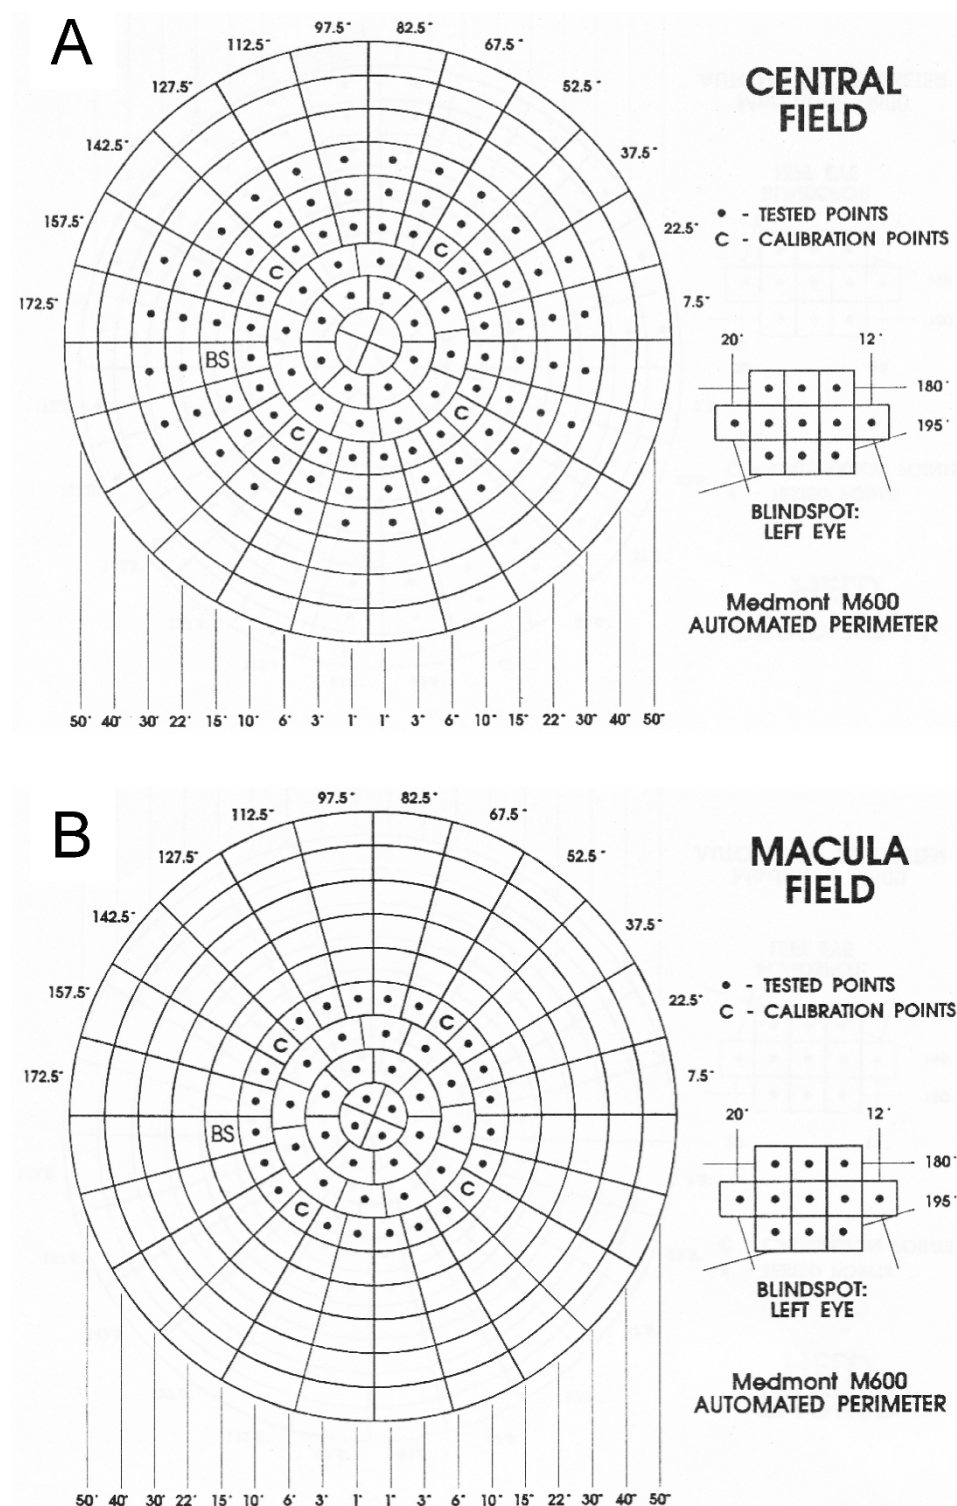 A
97.5°
82.5°
112.5°
67.5°
127.5°
52.5°
142.5°
37.5°
157.5°
22.5°
172.5°
7.5°
CENTRAL
FIELD
• - TESTED POINTS
C - CALIBRATION POINTS
C
C
BS
C
C
20°
12°
180°
195°
BLINDSPOT:
LEFT EYE
Medmont M600
AUTOMATED PERIMETER
50° 40° 30° 22° 15° 10° 6° 3° 1° 1° 3° 6° 10° 15° 22° 30° 40° 50°
B
97.5°
82.5°
112.5°
67.5°
127.5°
52.5°
142.5°
37.5°
157.5°
22.5°
172.5°
7.5°
MACULA
FIELD
• - TESTED POINTS
C - CALIBRATION POINTS
C
C
BS
C
C
20°
12°
180°
195°
BLINDSPOT:
LEFT EYE
Medmont M600
AUTOMATED PERIMETER
50° 40° 30° 22° 15° 10° 6° 3° 1° 1° 3° 6° 10° 15° 22° 30° 40° 50°